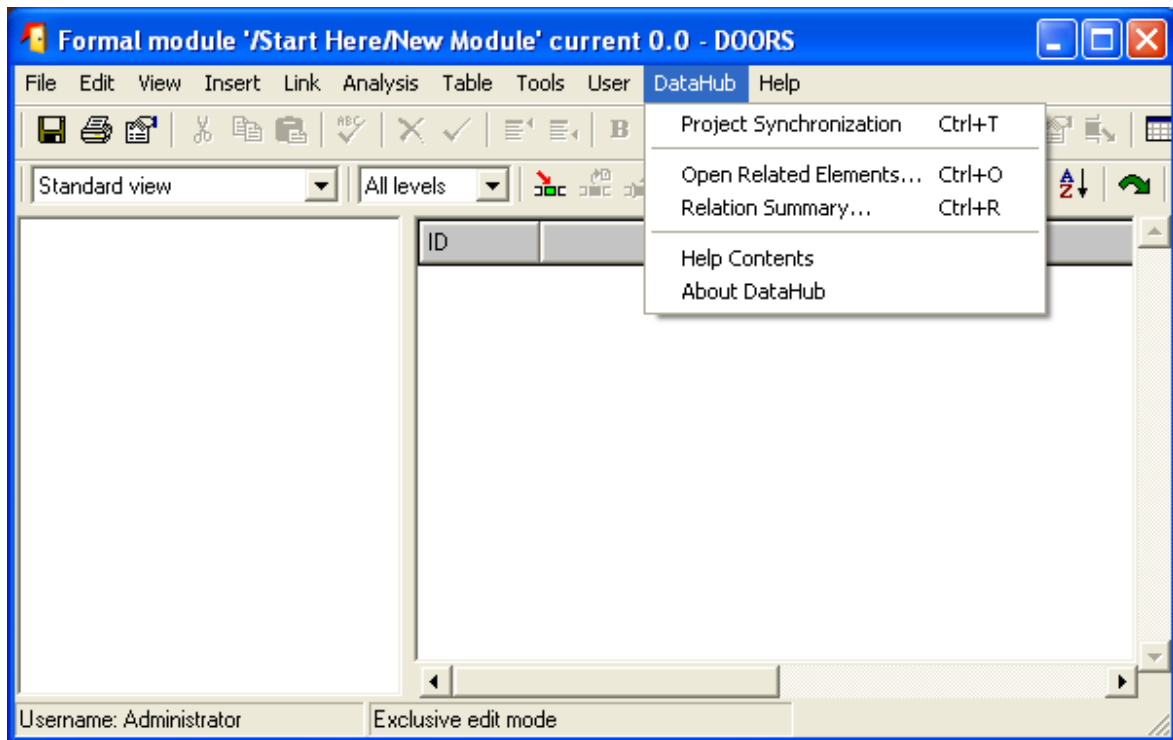 Formal module '/Start Here/New Module' current 0.0 - DOORS
File Edit View Insert Link Analysis Table Tools User DataHub Help
ABC B
Project Synchronization Ctrl+T
Standard view All levels
Open Related Elements... Ctrl+O
A
Z
Relation Summary... Ctrl+R
ID
Help Contents
About DataHub
Username: Administrator Exclusive edit mode